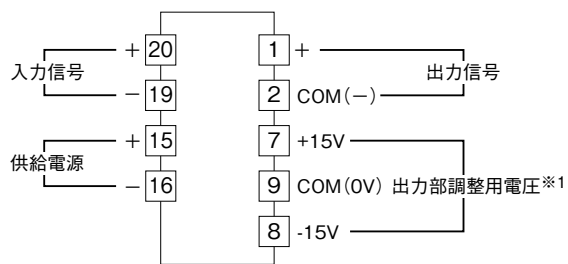 入力信号
+ 20
− 19
供給電源
+ 15
− 16
1 +
2 COM(−)
出力信号
7 +15V
9 COM(0V) 出力部調整用電圧※1
8 -15V